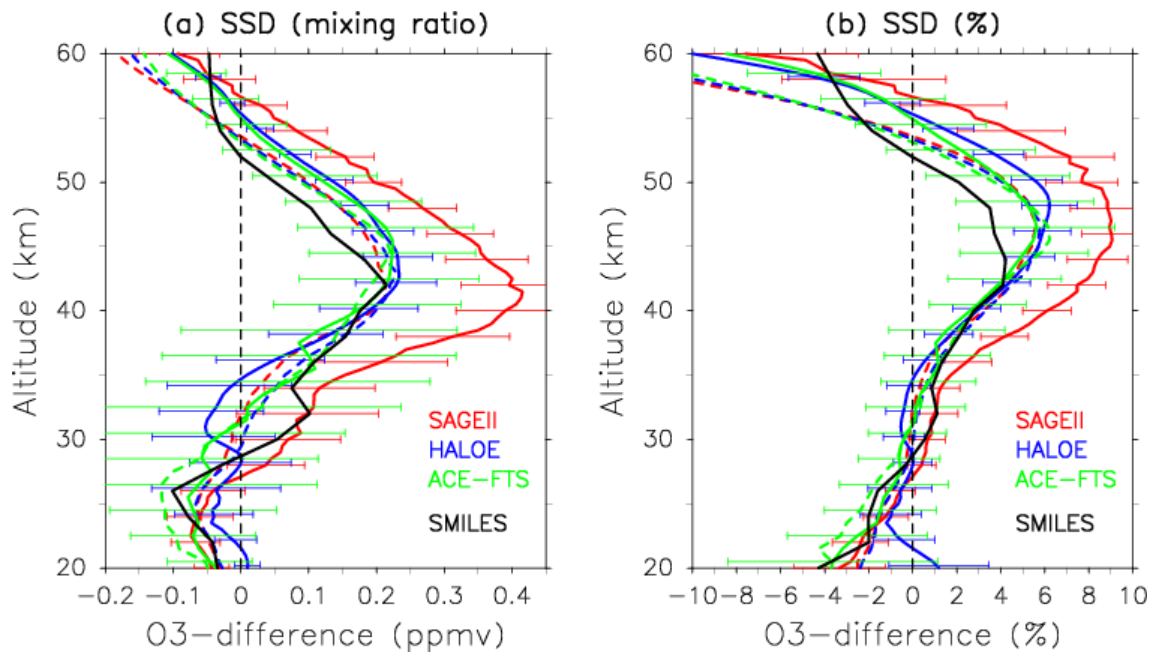 (a) SSD (mixing ratio)
60
50
40
30
20
Altitude (km)
SAGEII
HALOE
ACE-FTS
SMILES
-0.2 -0.1 0 0.1 0.2 0.3 0.4
O3-difference (ppmv)
(b) SSD (%)
60
50
40
30
20
Altitude (km)
SAGEII
HALOE
ACE-FTS
SMILES
-10 -8 -6 -4 -2 0 2 4 6 8 10
O3-difference (%)